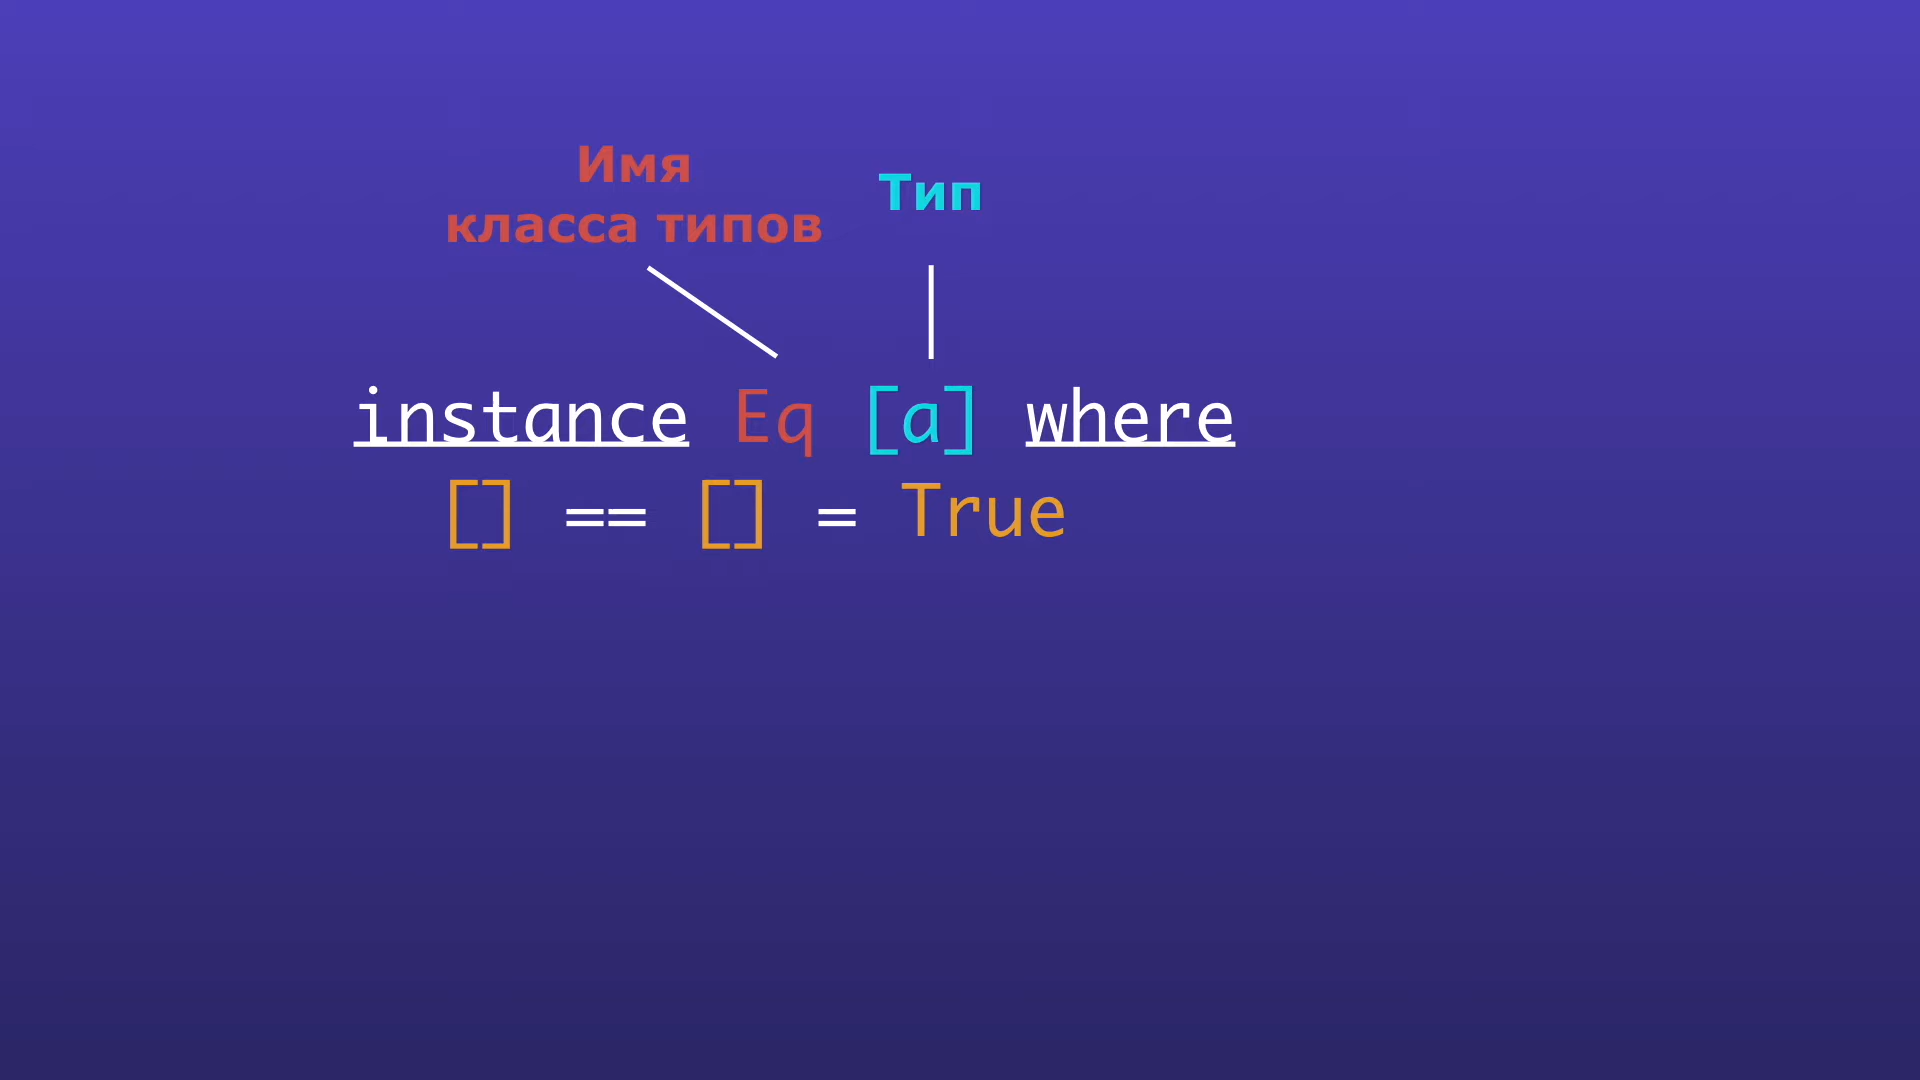 Имя
класса типов
Тип
instance Eq [a] where
[] == [] = True